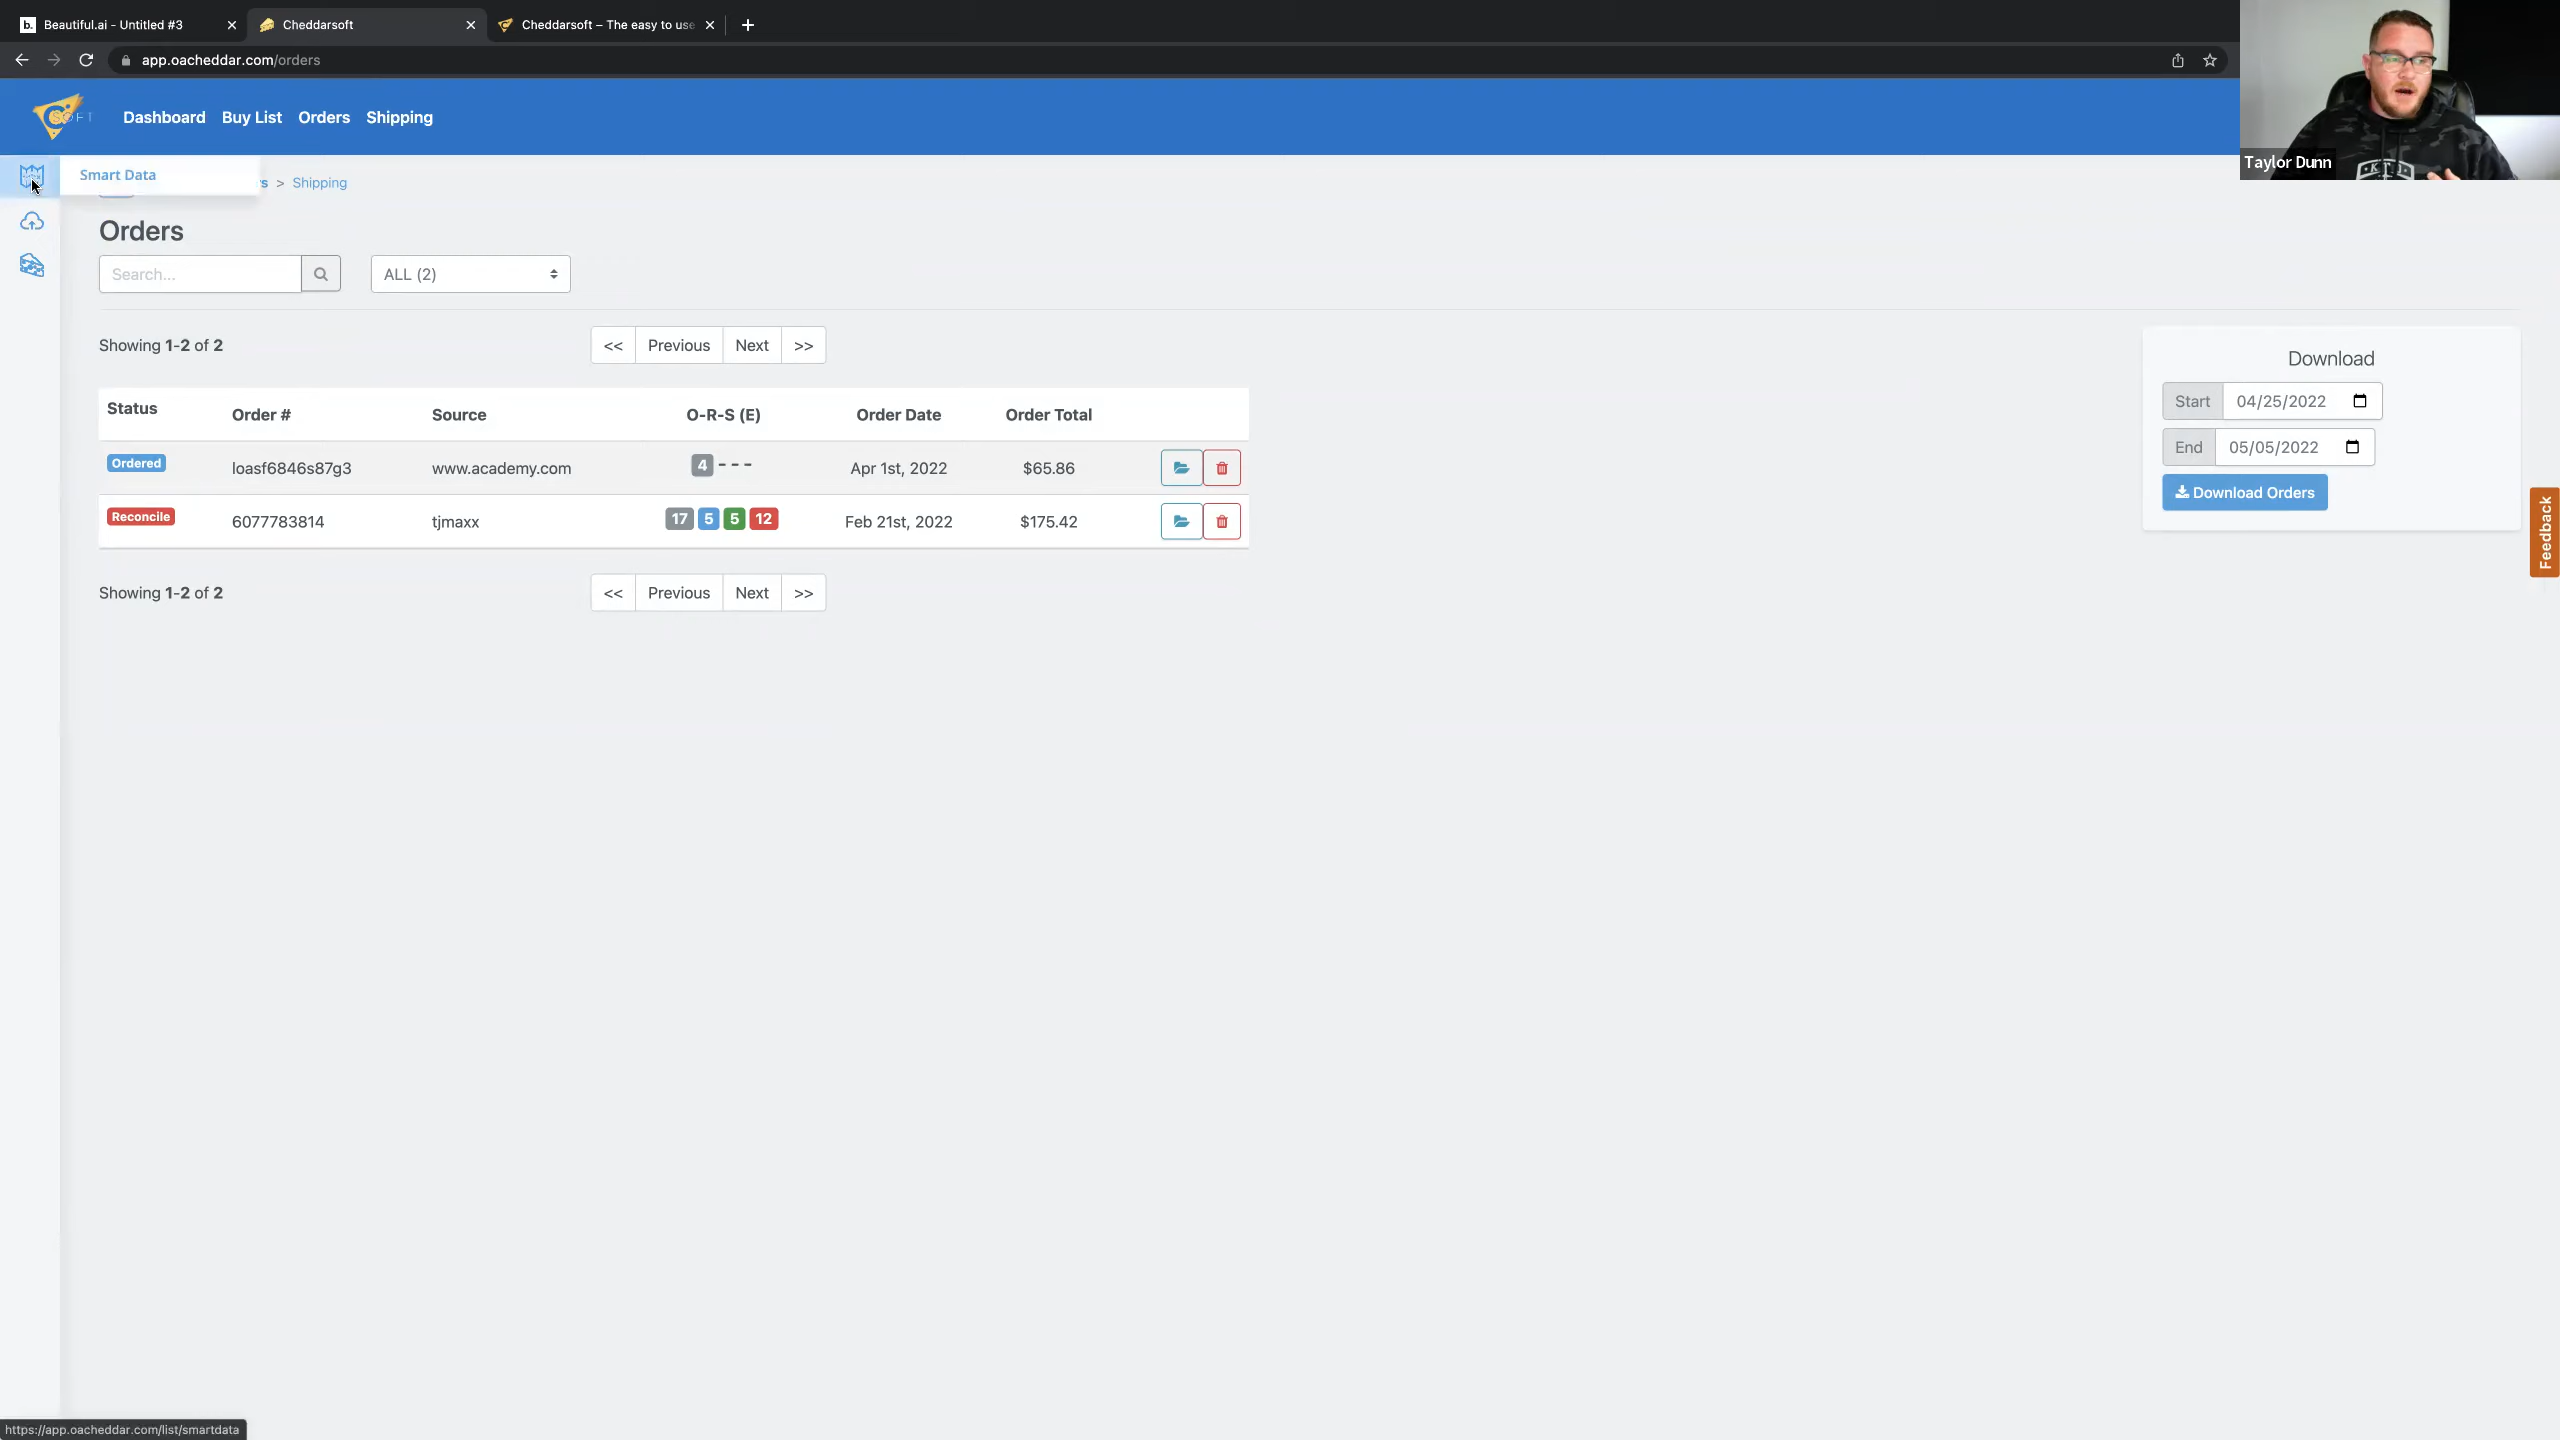 Beautiful.ai - Untitled #3
Cheddarsoft
Cheddarsoft – The easy to use
app.oacheddar.com/orders
SOFT
Dashboard Buy List Orders Shipping
Taylor Dunn
Smart Data
s > Shipping
Orders
Search...
ALL (2)
Showing 1-2 of 2
<< Previous Next >>
Download
Start 04/25/2022
End 05/05/2022
Download Orders
Feedback
Status Order # Source O-R-S (E) Order Date Order Total
Ordered loasf6846s87g3 www.academy.com 4 - - - Apr 1st, 2022 $65.86
Reconcile 6077783814 tjmaxx 17 5 5 12 Feb 21st, 2022 $175.42
Showing 1-2 of 2
<< Previous Next >>
https://app.oacheddar.com/list/smartdata